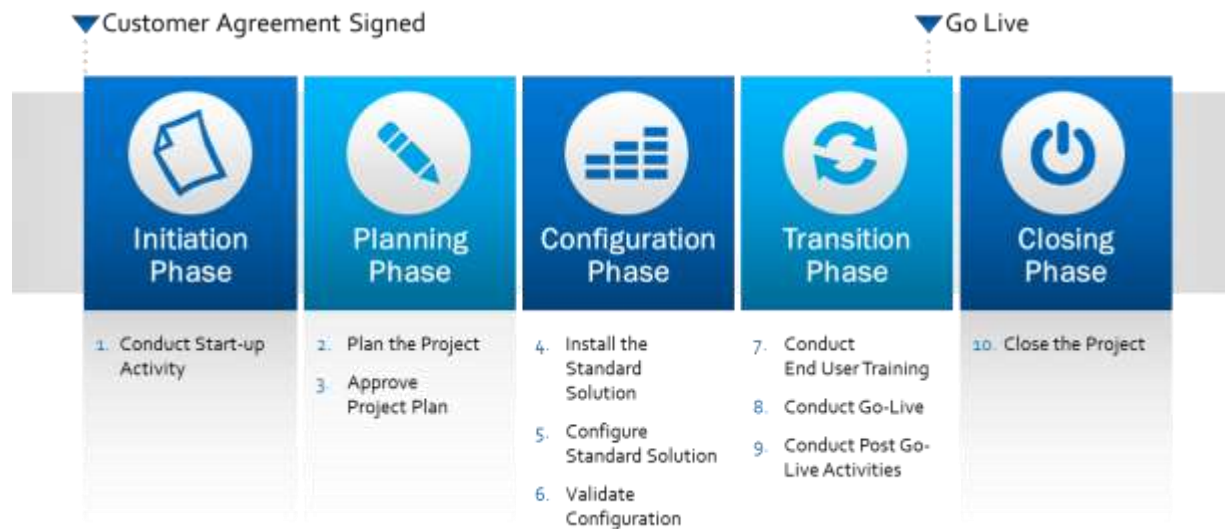 Customer Agreement Signed
Go Live
Initiation
Phase
Planning
Phase
Configuration
Phase
Transition
Phase
Closing
Phase
1. Conduct Start-up
Activity
2. Plan the Project
3. Approve
Project Plan
4. Install the
Standard
Solution
5. Configure
Standard Solution
6. Validate
Configuration
7. Conduct
End User Training
8. Conduct Go-Live
9. Conduct Post Go-
Live Activities
10. Close the Project